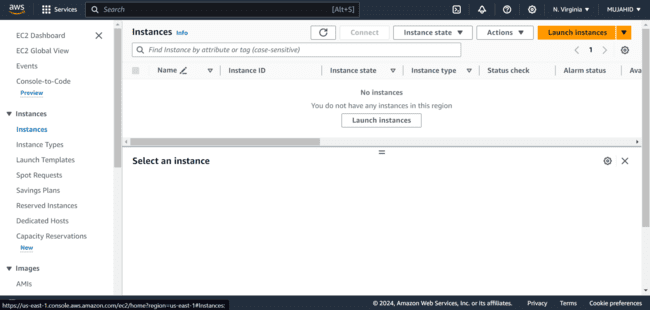 aws
Services
Search
[Alt+S]
N. Virginia
MUJAHID
EC2 Dashboard
EC2 Global View
Events
Console-to-Code
Preview
Instances
Instances
Instance Types
Launch Templates
Spot Requests
Savings Plans
Reserved Instances
Dedicated Hosts
Capacity Reservations
New
Images
AMIs
Instances Info
Connect
Instance state
Actions
Launch instances
Find Instance by attribute or tag (case-sensitive)
1
Name
Instance ID
Instance state
Instance type
Status check
Alarm status
Ava
No instances
You do not have any instances in this region
Launch instances
Select an instance
https://us-east-1.console.aws.amazon.com/ec2/home?region=us-east-1#Instances:
© 2024, Amazon Web Services, Inc. or its affiliates.
Privacy
Terms
Cookie preferences